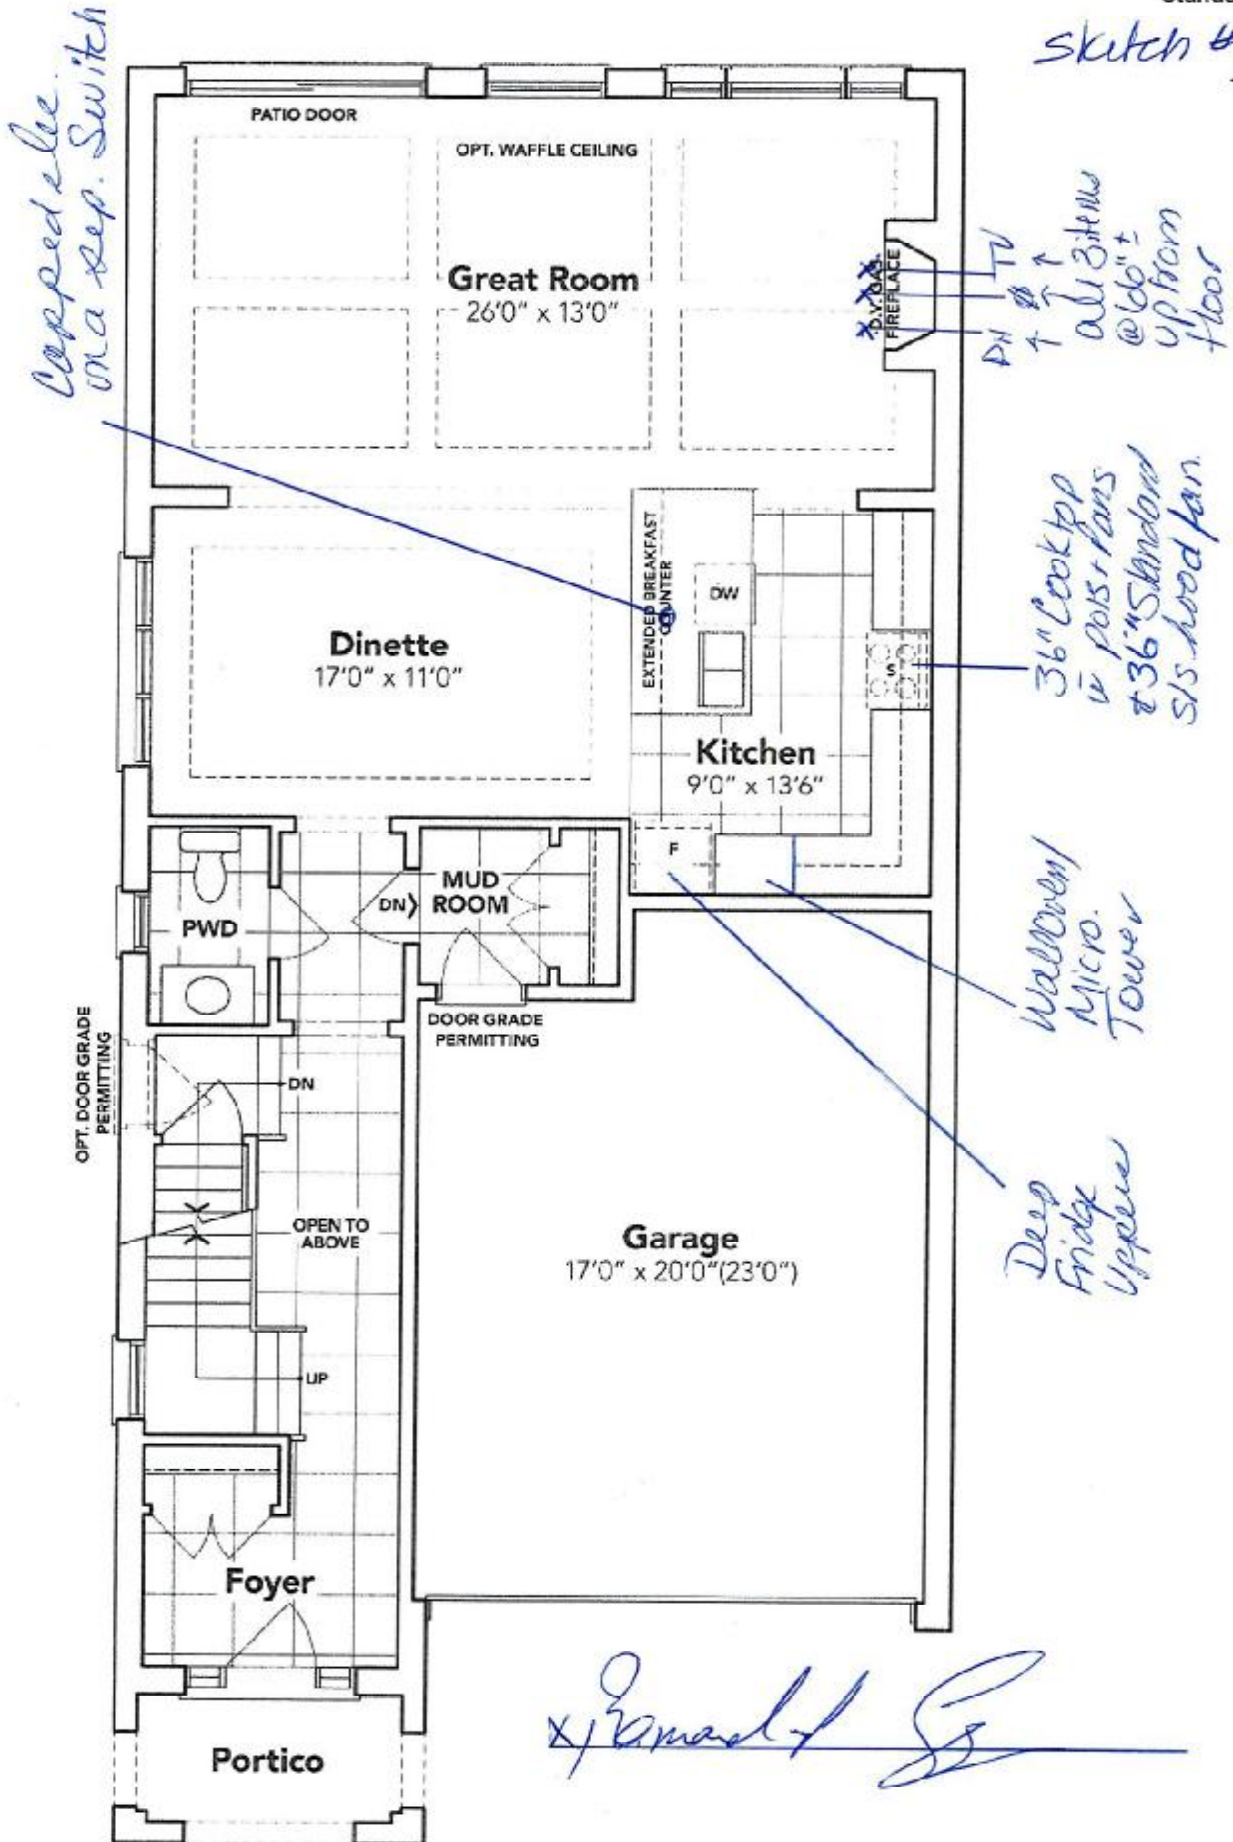 Standa
Sketch #
Capped elec.
on a sep. Switch
PATIO DOOR
OPT. WAFFLE CEILING
Great Room
26'0" x 13'0"
D.V. GAS
FIREPLACE
TV
all 3 items
@ 66" ±
up from
floor
EXTENDED BREAKFAST
COUNTER
DW
S
36" Cooktop
w pots & pans
& 36" Standard
S/S hood fan.
Dinette
17'0" x 11'0"
Kitchen
9'0" x 13'6"
F
MUD
ROOM
DN
PWD
Walloven/
Micro.
Tower
DOOR GRADE
PERMITTING
OPT. DOOR GRADE
PERMITTING
DN
OPEN TO
ABOVE
Deep
Fridge
Uppers
Garage
17'0" x 20'0"(23'0")
UP
Foyer
Portico
x